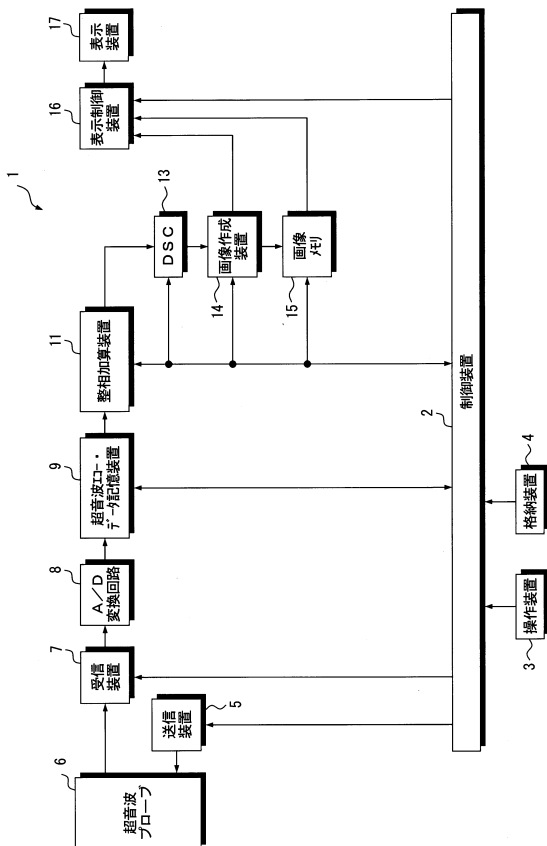 1
6
超音波
プローブ
7
受信
装置
8
A/D
変換回路
9
超音波エコー・
データ記憶装置
11
整相加算装置
13
DSC
14
画像作成
装置
15
画像
メモリ
16
表示制御
装置
17
表示
装置
5
送信
装置
2
制御装置
3
操作装置
4
格納装置